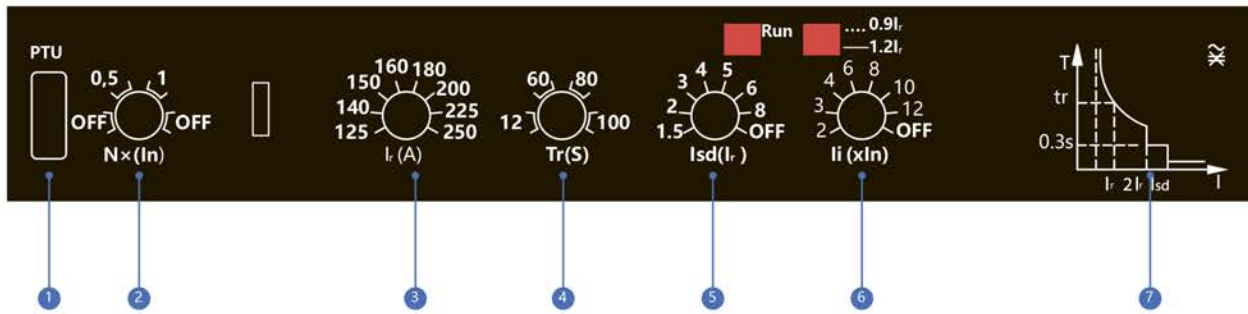 PTU
0,5 1
OFF OFF
N×(In)
160 180
150 200
140 225
125 250
Ir (A)
60 80
12 100
Tr(S)
Run
0.9Ir
1.2Ir
4 5
3 6
2 8
1.5 OFF
Isd(Ir )
6 8
4 10
3 12
2 OFF
Ii (xIn)
T
tr
0.3s
Ir 2Ir Isd I
1 2 3 4 5 6 7